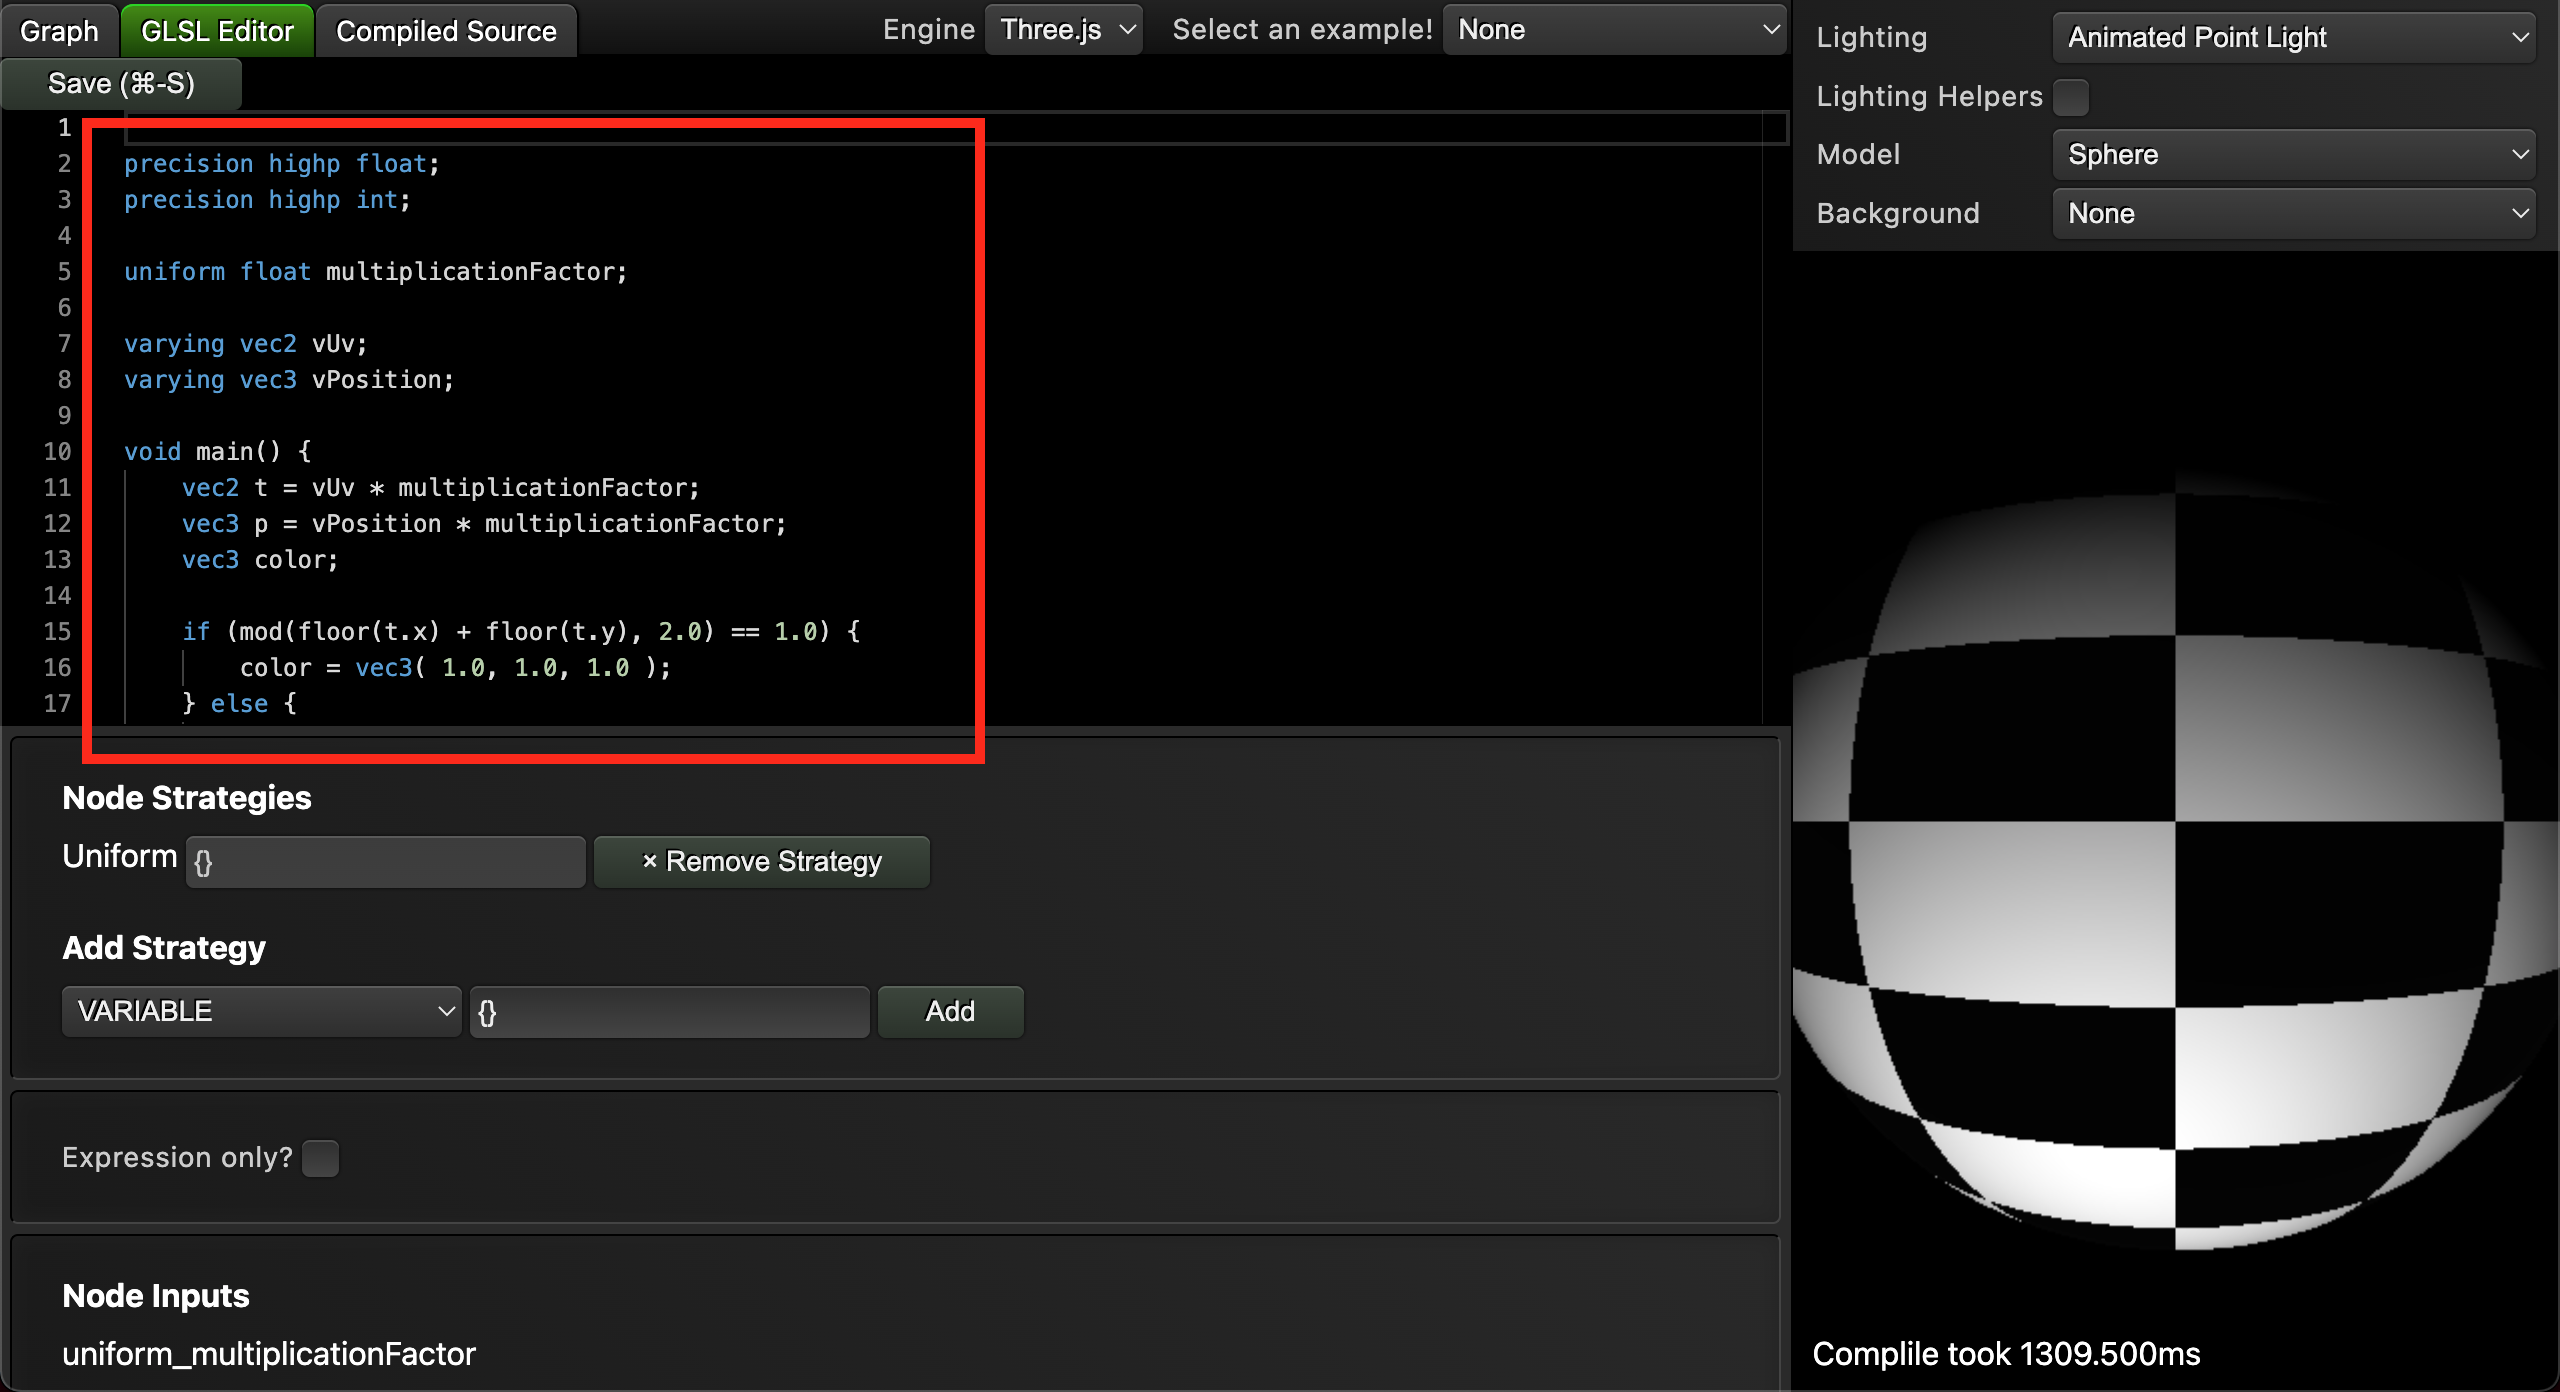 Graph GLSL Editor Compiled Source Engine Three.js Select an example! None
Save (⌘-S)
1
2 precision highp float;
3 precision highp int;
4
5 uniform float multiplicationFactor;
6
7 varying vec2 vUv;
8 varying vec3 vPosition;
9
10 void main() {
11 vec2 t = vUv * multiplicationFactor;
12 vec3 p = vPosition * multiplicationFactor;
13 vec3 color;
14
15 if (mod(floor(t.x) + floor(t.y), 2.0) == 1.0) {
16 color = vec3( 1.0, 1.0, 1.0 );
17 } else {
Node Strategies
Uniform {} × Remove Strategy
Add Strategy
VARIABLE {} Add
Expression only?
Node Inputs
uniform_multiplicationFactor
Lighting Animated Point Light
Lighting Helpers
Model Sphere
Background None
Complile took 1309.500ms